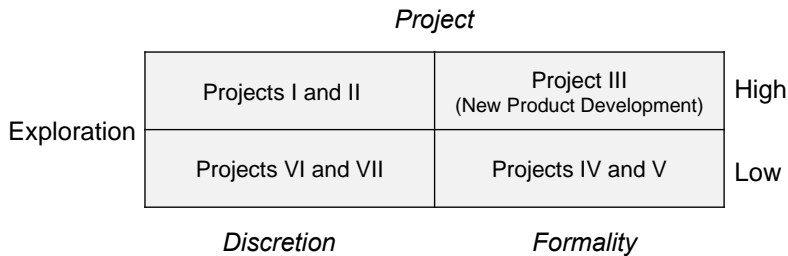 Project
Projects I and II
Project III
(New Product Development)
High
Exploration
Projects VI and VII
Projects IV and V
Low
Discretion
Formality